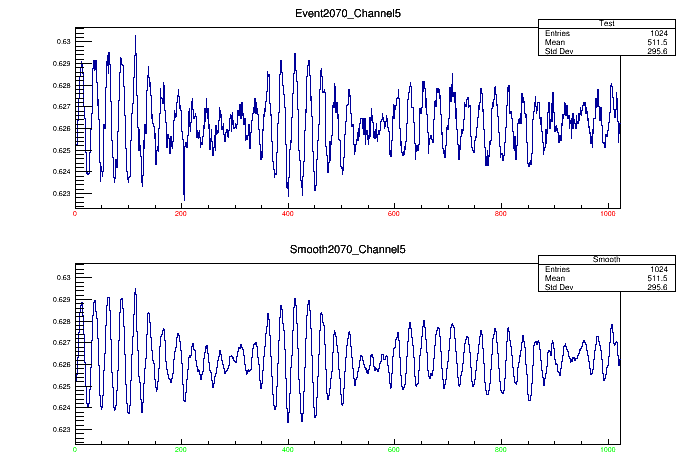 Event2070_Channel5
Test
Entries 1024
Mean 511.5
Std Dev 295.6
0.63
0.629
0.628
0.627
0.626
0.625
0.624
0.623
0 200 400 600 800 1000
Smooth2070_Channel5
Smooth
Entries 1024
Mean 511.5
Std Dev 295.6
0.63
0.629
0.628
0.627
0.626
0.625
0.624
0.623
0 200 400 600 800 1000